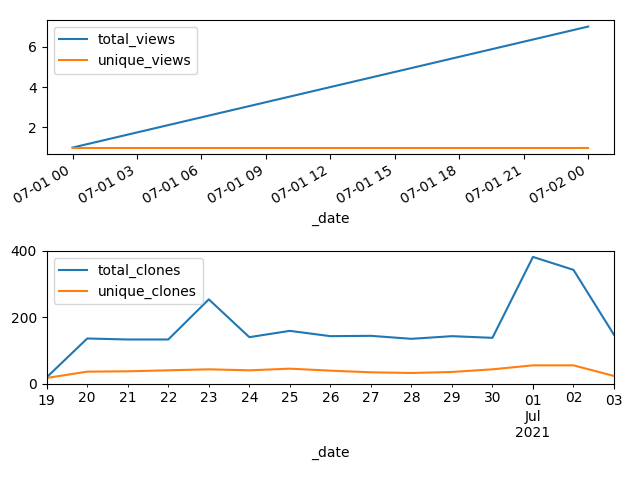 6
4
2
total_views
unique_views
07-01 00
07-01 03
07-01 06
07-01 09
07-01 12
07-01 15
07-01 18
07-01 21
07-02 00
_date
400
200
0
total_clones
unique_clones
19 20 21 22 23 24 25 26 27 28 29 30 01 02 03
Jul
2021
_date